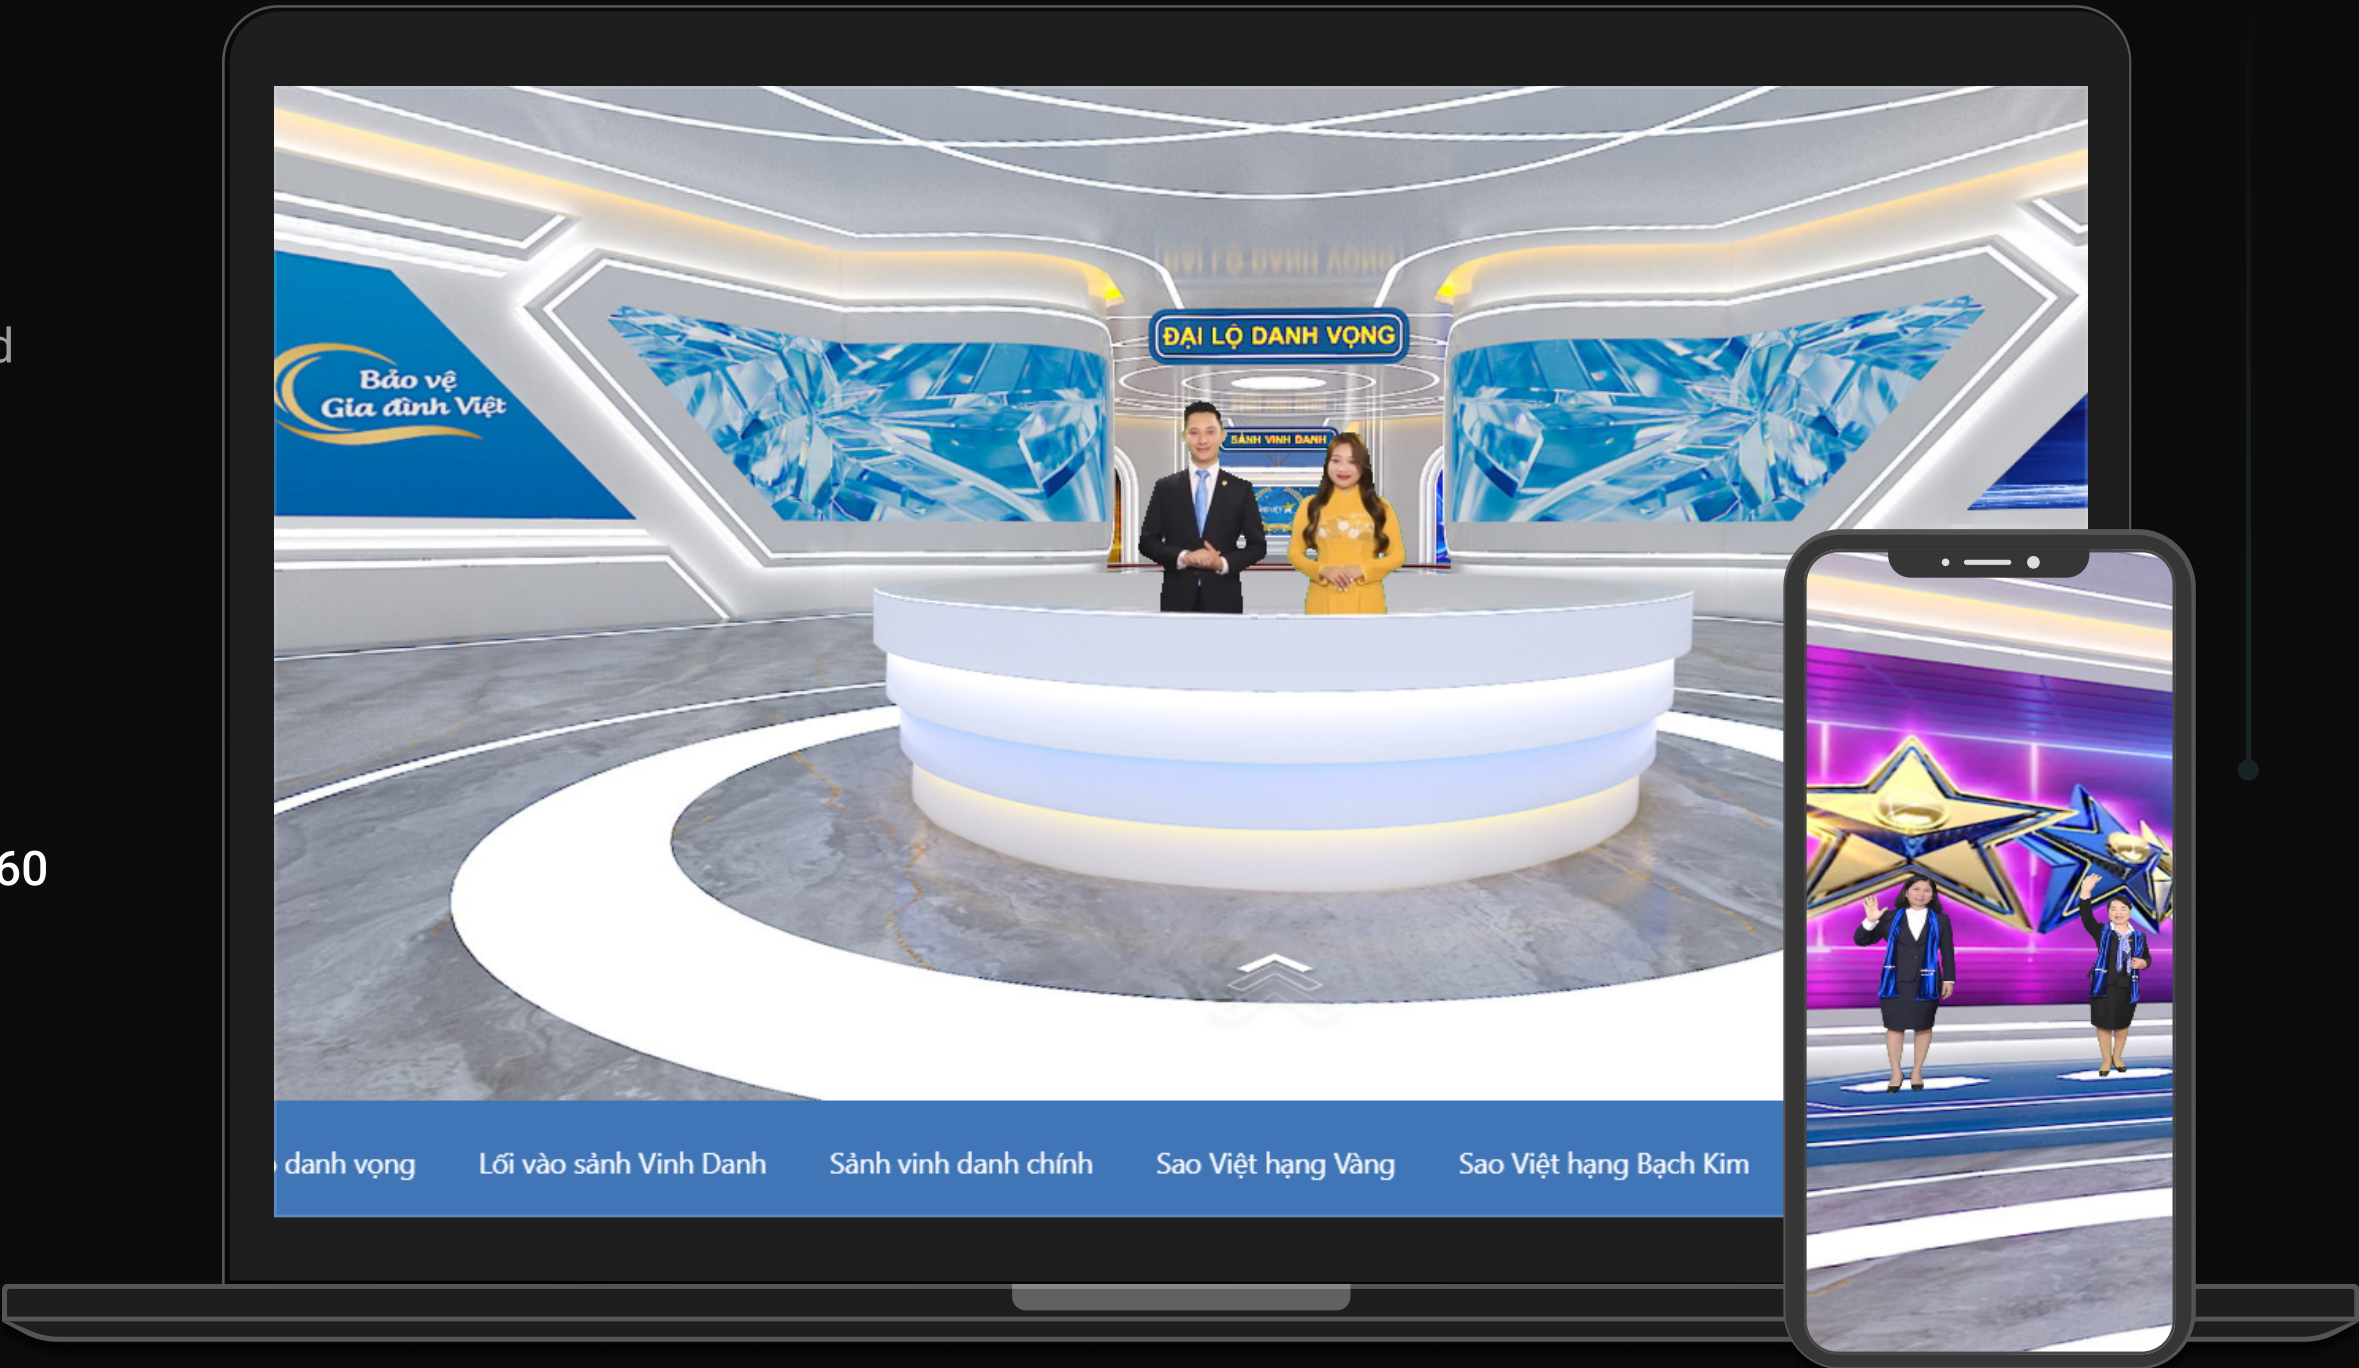 ĐẠI LỘ DANH VỌNG
Bảo vệ
Gia đình Việt
SẢNH VINH DANH
60
danh vọng
Lối vào sảnh Vinh Danh
Sảnh vinh danh chính
Sao Việt hạng Vàng
Sao Việt hạng Bạch Kim